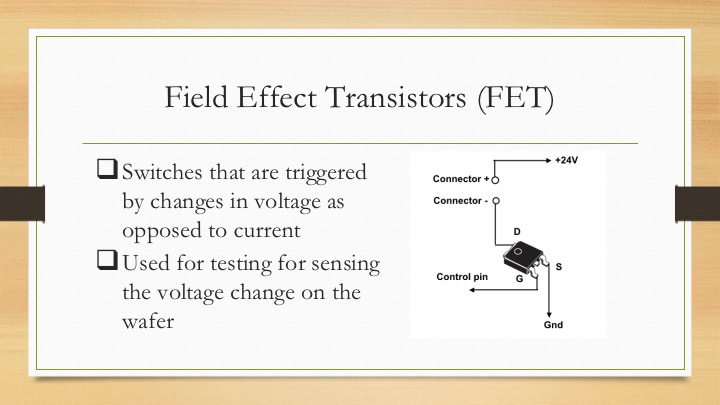 Field Effect Transistors (FET)
Switches that are triggered
by changes in voltage as
opposed to current
Used for testing for sensing
the voltage change on the
wafer
+24V
Connector +
Connector -
D
S
G
Control pin
Gnd